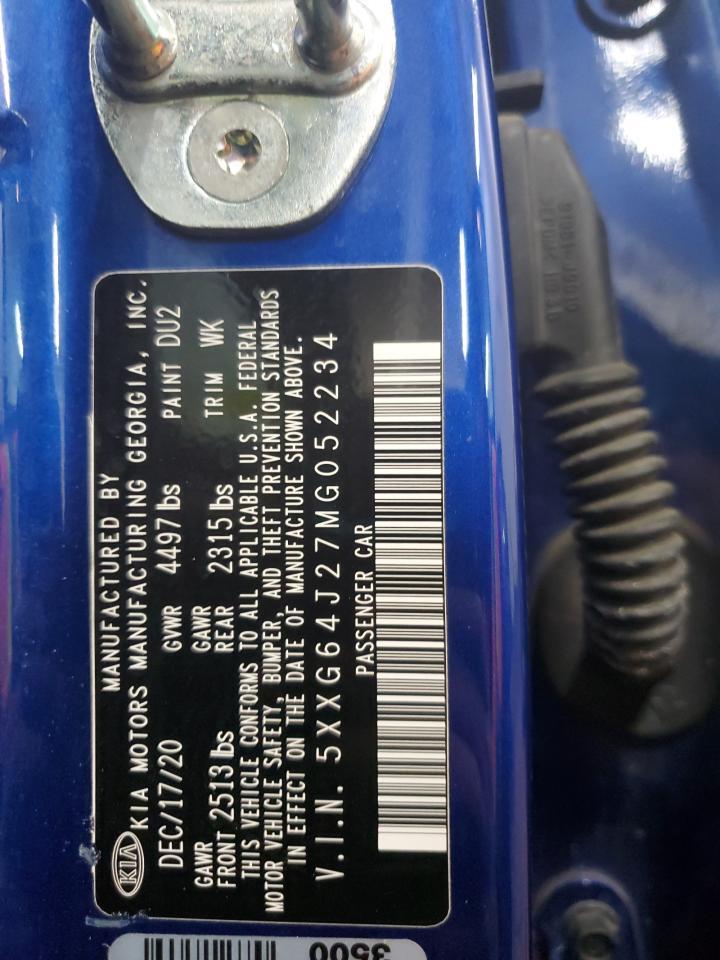 KIA
MANUFACTURED BY
KIA MOTORS MANUFACTURING GEORGIA, INC.
DEC/17/20 GVWR 4497 lbs PAINT DU2
GAWR FRONT 2513 lbs GAWR REAR 2315 lbs TRIM WK
THIS VEHICLE CONFORMS TO ALL APPLICABLE U.S.A. FEDERAL
MOTOR VEHICLE SAFETY, BUMPER, AND THEFT PREVENTION STANDARDS
IN EFFECT ON THE DATE OF MANUFACTURE SHOWN ABOVE.
V.I.N. 5XXG64J27MG052234
PASSENGER CAR
3500